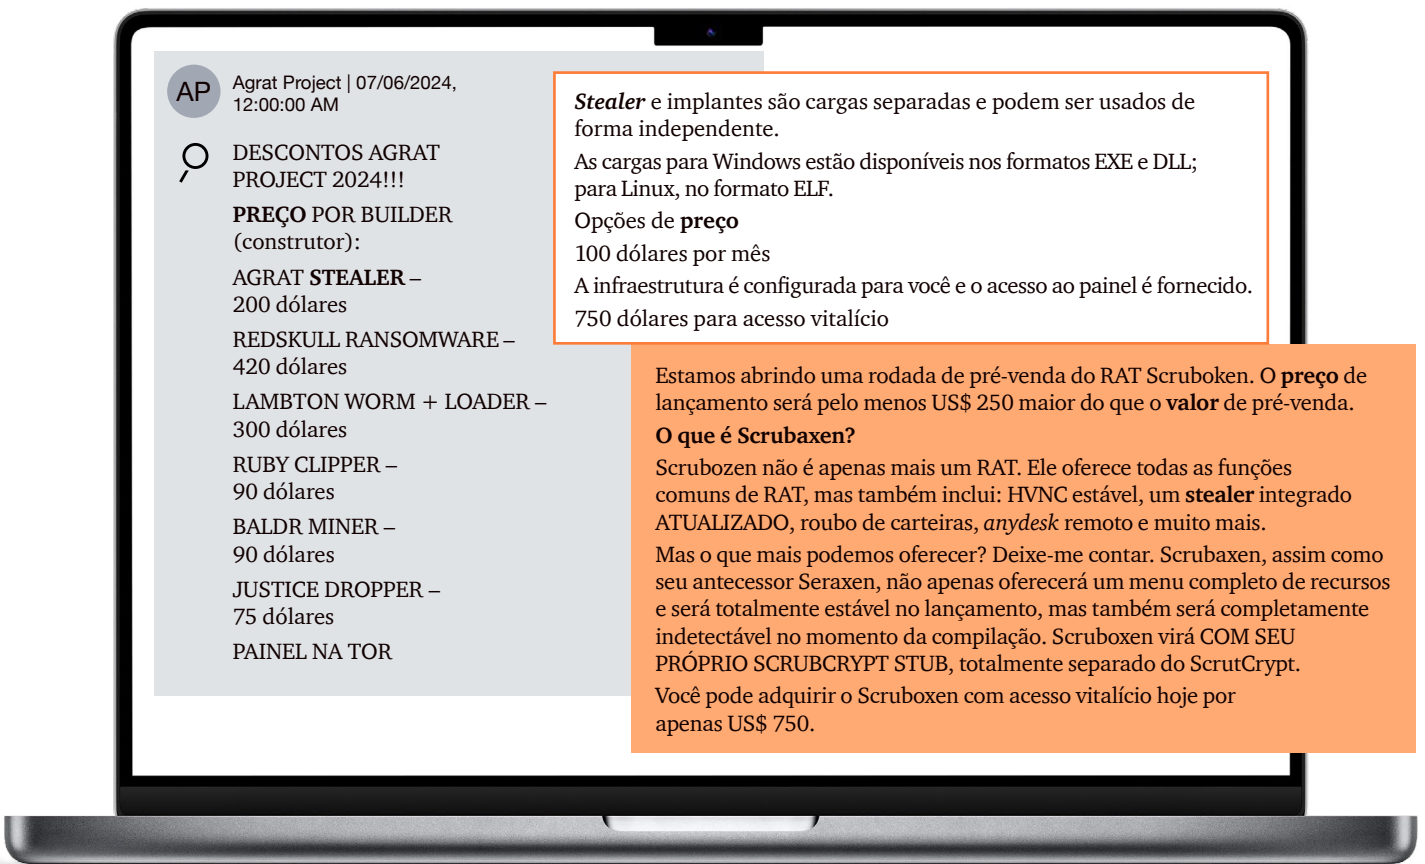 AP
Agrat Project | 07/06/2024,
12:00:00 AM
DESCONTOS AGRAT
PROJECT 2024!!!
PREÇO POR BUILDER
(construtor):
AGRAT STEALER –
200 dólares
REDSKULL RANSOMWARE –
420 dólares
LAMBTON WORM + LOADER –
300 dólares
RUBY CLIPPER –
90 dólares
BALDR MINER –
90 dólares
JUSTICE DROPPER –
75 dólares
PAINEL NA TOR
Stealer e implantes são cargas separadas e podem ser usados de
forma independente.
As cargas para Windows estão disponíveis nos formatos EXE e DLL;
para Linux, no formato ELF.
Opções de preço
100 dólares por mês
A infraestrutura é configurada para você e o acesso ao painel é fornecido.
750 dólares para acesso vitalício
Estamos abrindo uma rodada de pré-venda do RAT Scruboken. O preço de
lançamento será pelo menos US$ 250 maior do que o valor de pré-venda.
O que é Scrubaxen?
Scrubozen não é apenas mais um RAT. Ele oferece todas as funções
comuns de RAT, mas também inclui: HVNC estável, um stealer integrado
ATUALIZADO, roubo de carteiras, anydesk remoto e muito mais.
Mas o que mais podemos oferecer? Deixe-me contar. Scrubaxen, assim como
seu antecessor Seraxen, não apenas oferecerá um menu completo de recursos
e será totalmente estável no lançamento, mas também será completamente
indetectável no momento da compilação. Scruboxen virá COM SEU
PRÓPRIO SCRUBCRYPT STUB, totalmente separado do ScrutCrypt.
Você pode adquirir o Scruboxen com acesso vitalício hoje por
apenas US$ 750.